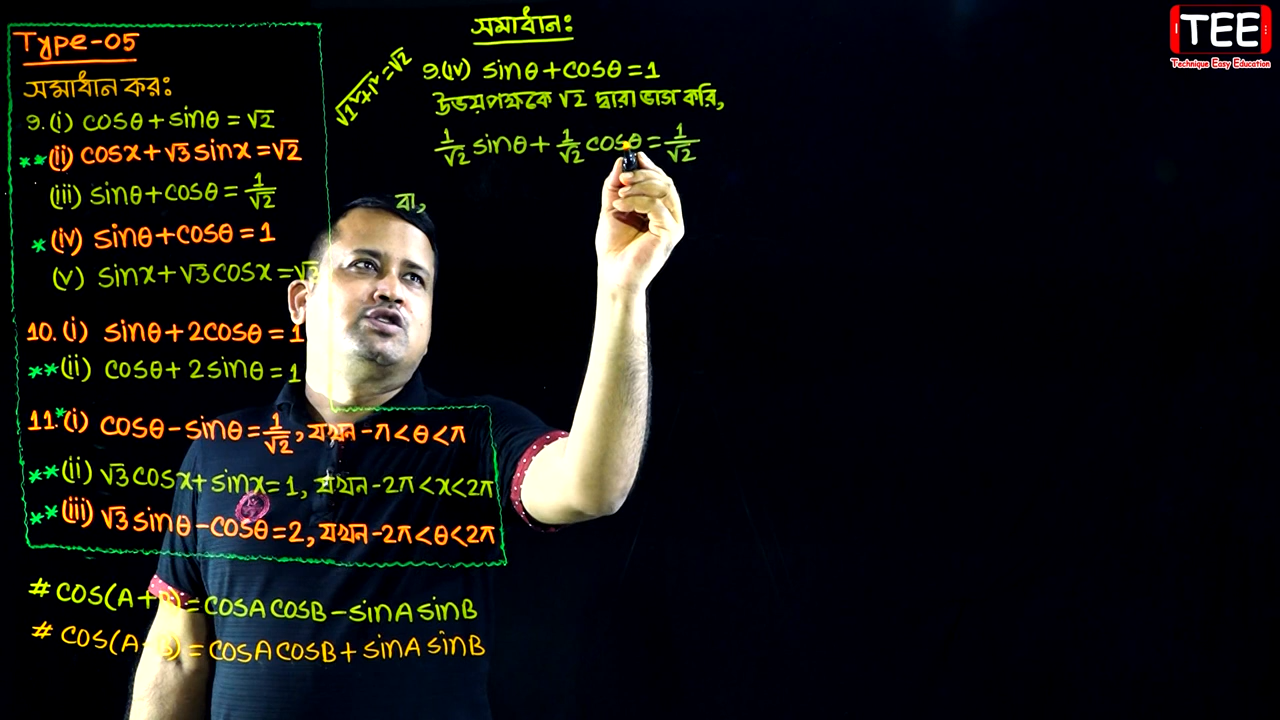 Type-05
সমাধান কর:
9. (i) cosθ + sinθ = √2
**(ii) cosx + √3 sinx = √2
(iii) sinθ + cosθ = 1/√2
*(iv) sinθ + cosθ = 1
(v) sinx + √3 cosx = √3
10. (i) sinθ + 2cosθ = 1
**(ii) cosθ + 2sinθ = 1
11.*(i) cosθ - sinθ = 1/√2, যখন -π < θ < π
**(ii) √3 cosx + sinx = 1, যখন -2π < x < 2π
**(iii) √3 sinθ - cosθ = 2, যখন -2π < θ < 2π
# cos(A+B) = cosA cosB - sinA sinB
# cos(A-B) = cosA cosB + sinA sinB
সমাধান:
9.(iv) sinθ + cosθ = 1
√1²+1² = √2
উভয়পক্ষকে √2 দ্বারা ভাগ করি,
1/√2 sinθ + 1/√2 cosθ = 1/√2
বা,
TEE
Technique Easy Education